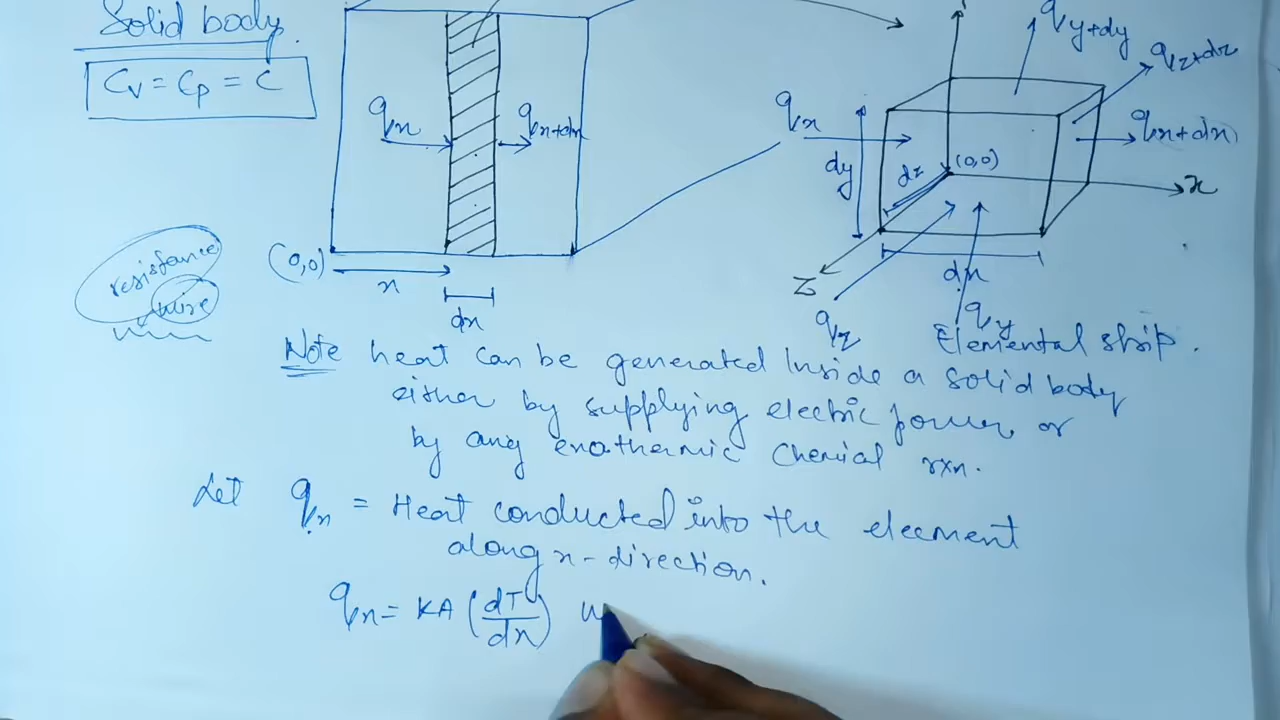 Solid body.
Cv = Cp = C
qx
qx+dx
(0,0)
x
dx
resistance
wire
qx
dy
dz
(0,0)
qy+dy
qz+dz
qx+dx
x
z
dx
qz
qy
Elemental strip.
Note heat can be generated Inside a solid body
either by supplying electric power or
by any exothermic Chemial rxn.
Let qx = Heat conducted into the element
along x-direction.
qx = KA (dT/dx) w